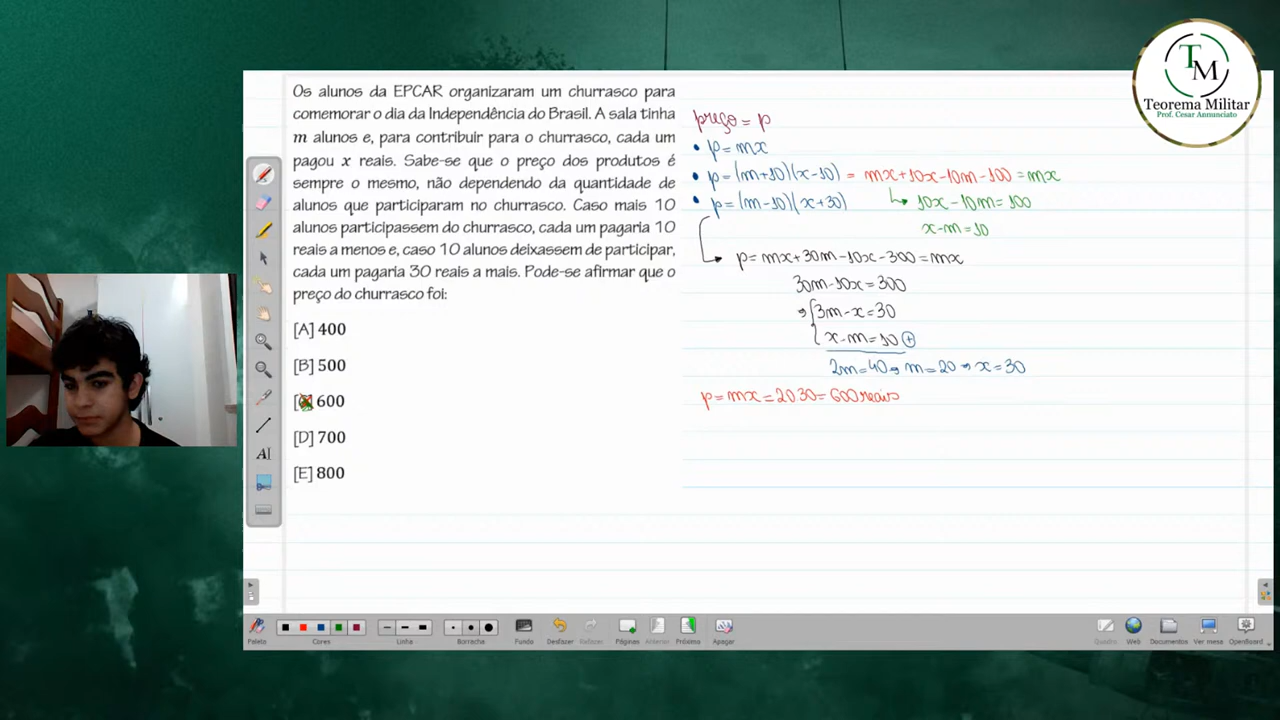 TM
Teorema Militar
Prof. Cesar Annunciato
Os alunos da EPCAR organizaram um churrasco para
comemorar o dia da Independência do Brasil. A sala tinha
m alunos e, para contribuir para o churrasco, cada um
pagou x reais. Sabe-se que o preço dos produtos é
sempre o mesmo, não dependendo da quantidade de
alunos que participaram no churrasco. Caso mais 10
alunos participassem do churrasco, cada um pagaria 10
reais a menos e, caso 10 alunos deixassem de participar,
cada um pagaria 30 reais a mais. Pode-se afirmar que o
preço do churrasco foi:
[A] 400
[B] 500
600
[D] 700
[E] 800
preço = p
• p = mx
• p = (m+10)(x-10) = mx+10x-10m-100 = mx
• p = (m-10)(x+30)
10x-10m=100
x-m=10
p = mx+30m-10x-300=mx
30m-10x=300
3m-x=30
x-m=10 +
2m=40 → m=20 → x=30
p = mx = 20 30 = 600 reais
AI
Paleta
Cores
Linha
Borracha
Fundo
Desfazer
Refazer
Páginas
Anterior
Próxima
Apagar
Quadro
Web
Documentos
Ver mesa
OpenBoard